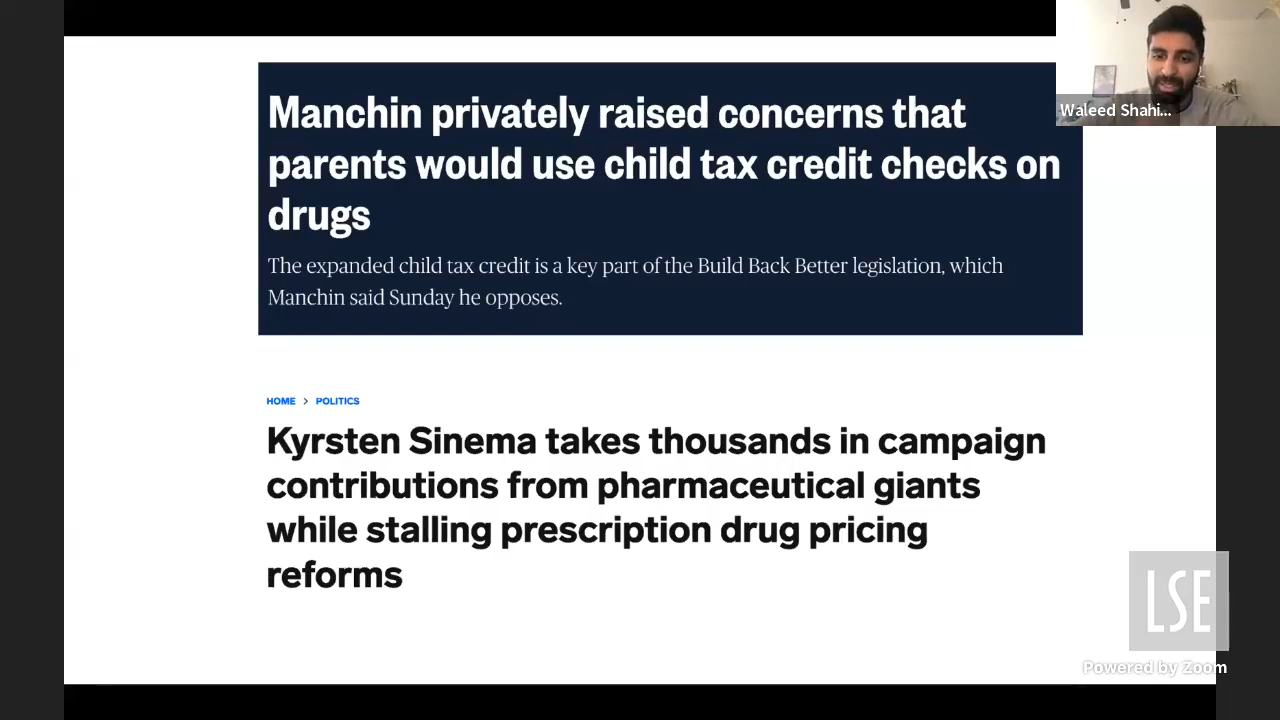 Manchin privately raised concerns that
parents would use child tax credit checks on
drugs
The expanded child tax credit is a key part of the Build Back Better legislation, which
Manchin said Sunday he opposes.
Waleed Shahi...
HOME > POLITICS
Kyrsten Sinema takes thousands in campaign
contributions from pharmaceutical giants
while stalling prescription drug pricing
reforms
LSE
Powered by Zoom